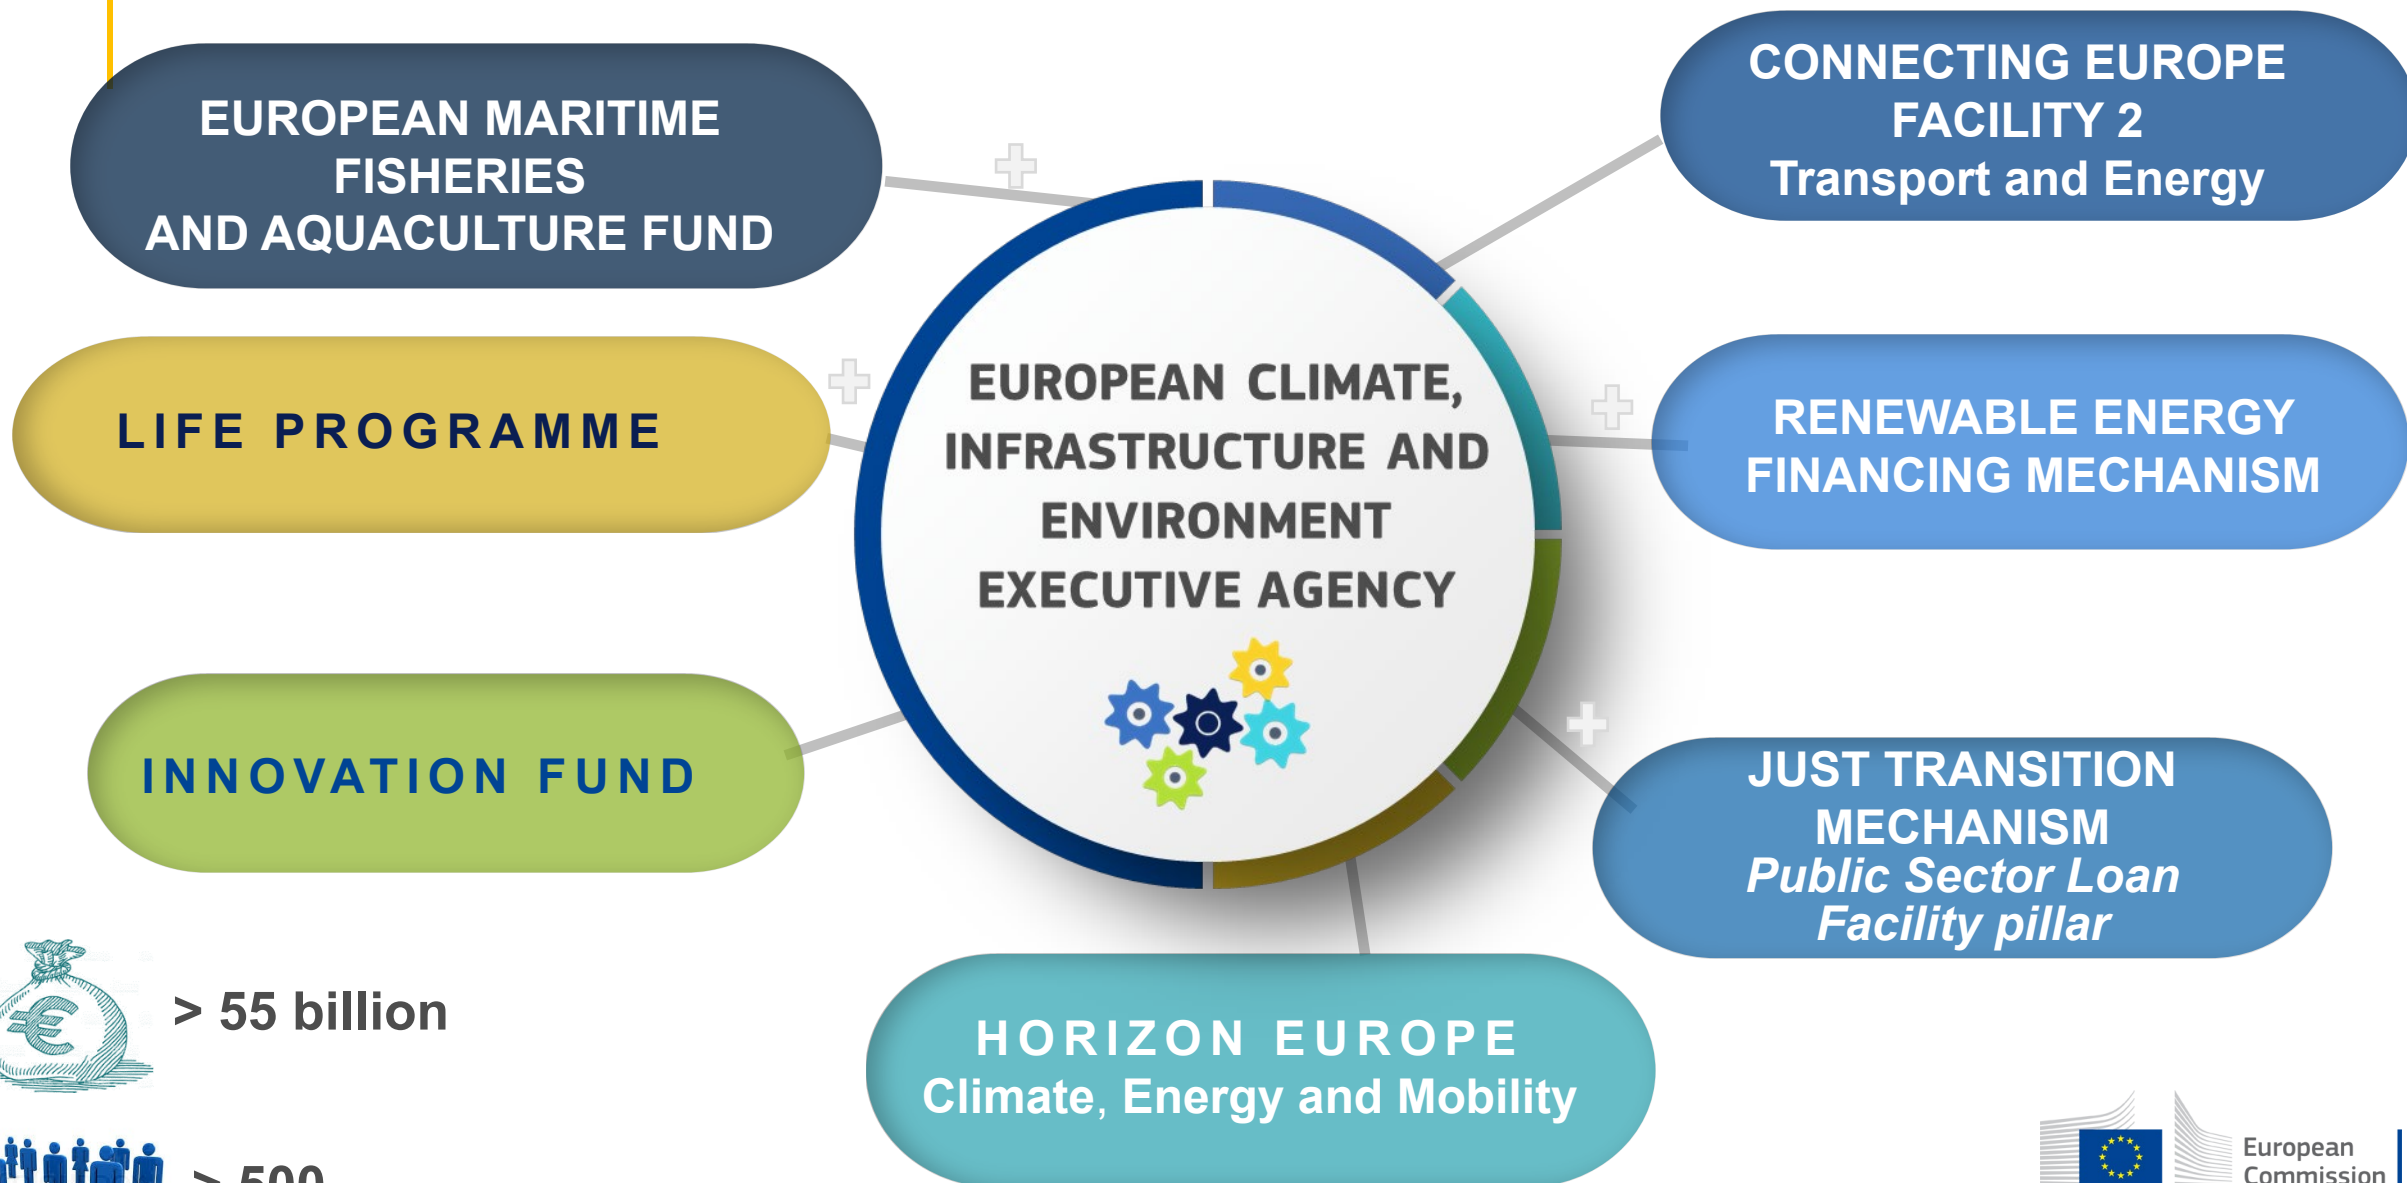 EUROPEAN MARITIME
FISHERIES
AND AQUACULTURE FUND
CONNECTING EUROPE
FACILITY 2
Transport and Energy
LIFE PROGRAMME
EUROPEAN CLIMATE,
INFRASTRUCTURE AND
ENVIRONMENT
EXECUTIVE AGENCY
RENEWABLE ENERGY
FINANCING MECHANISM
INNOVATION FUND
JUST TRANSITION
MECHANISM
Public Sector Loan
Facility pillar
€
> 55 billion
HORIZON EUROPE
Climate, Energy and Mobility
> 500
European
Commission